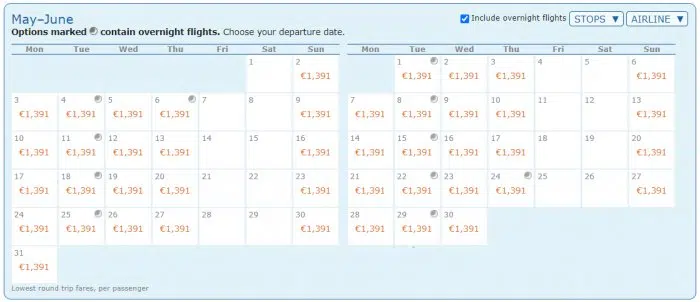 May–June
Include overnight flights STOPS ▼ AIRLINE ▼
Options marked contain overnight flights. Choose your departure date.
Mon Tue Wed Thu Fri Sat Sun
1 2
€1,391
3 4 5 6 7 8 9
€1,391 €1,391 €1,391 €1,391 €1,391
10 11 12 13 14 15 16
€1,391 €1,391 €1,391 €1,391 €1,391
17 18 19 20 21 22 23
€1,391 €1,391 €1,391 €1,391 €1,391
24 25 26 27 28 29 30
€1,391 €1,391 €1,391 €1,391 €1,391
31
€1,391
Mon Tue Wed Thu Fri Sat Sun
1 2 3 4 5 6
€1,391 €1,391 €1,391 €1,391
7 8 9 10 11 12 13
€1,391 €1,391 €1,391 €1,391 €1,391
14 15 16 17 18 19 20
€1,391 €1,391 €1,391 €1,391 €1,391
21 22 23 24 25 26 27
€1,391 €1,391 €1,391 €1,391 €1,391
28 29 30
€1,391 €1,391 €1,391
Lowest round trip fares, per passenger